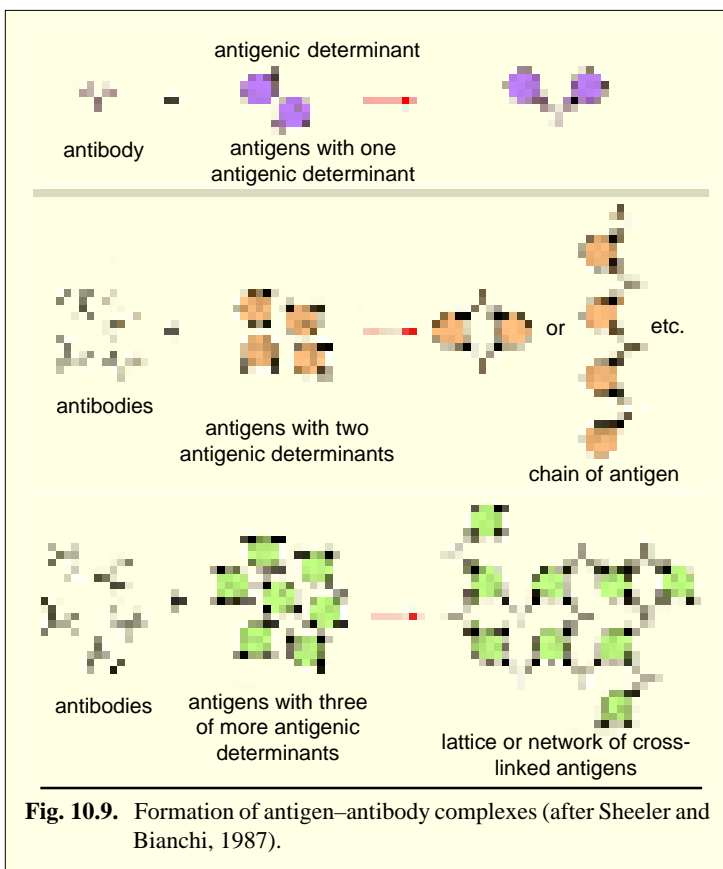 antigenic determinant
antibody
antigens with one
antigenic determinant
or
etc.
antibodies
antigens with two
antigenic determinants
chain of antigen
antibodies
antigens with three
of more antigenic
determinants
lattice or network of cross-
linked antigens
Fig. 10.9. Formation of antigen–antibody complexes (after Sheeler and
Bianchi, 1987).